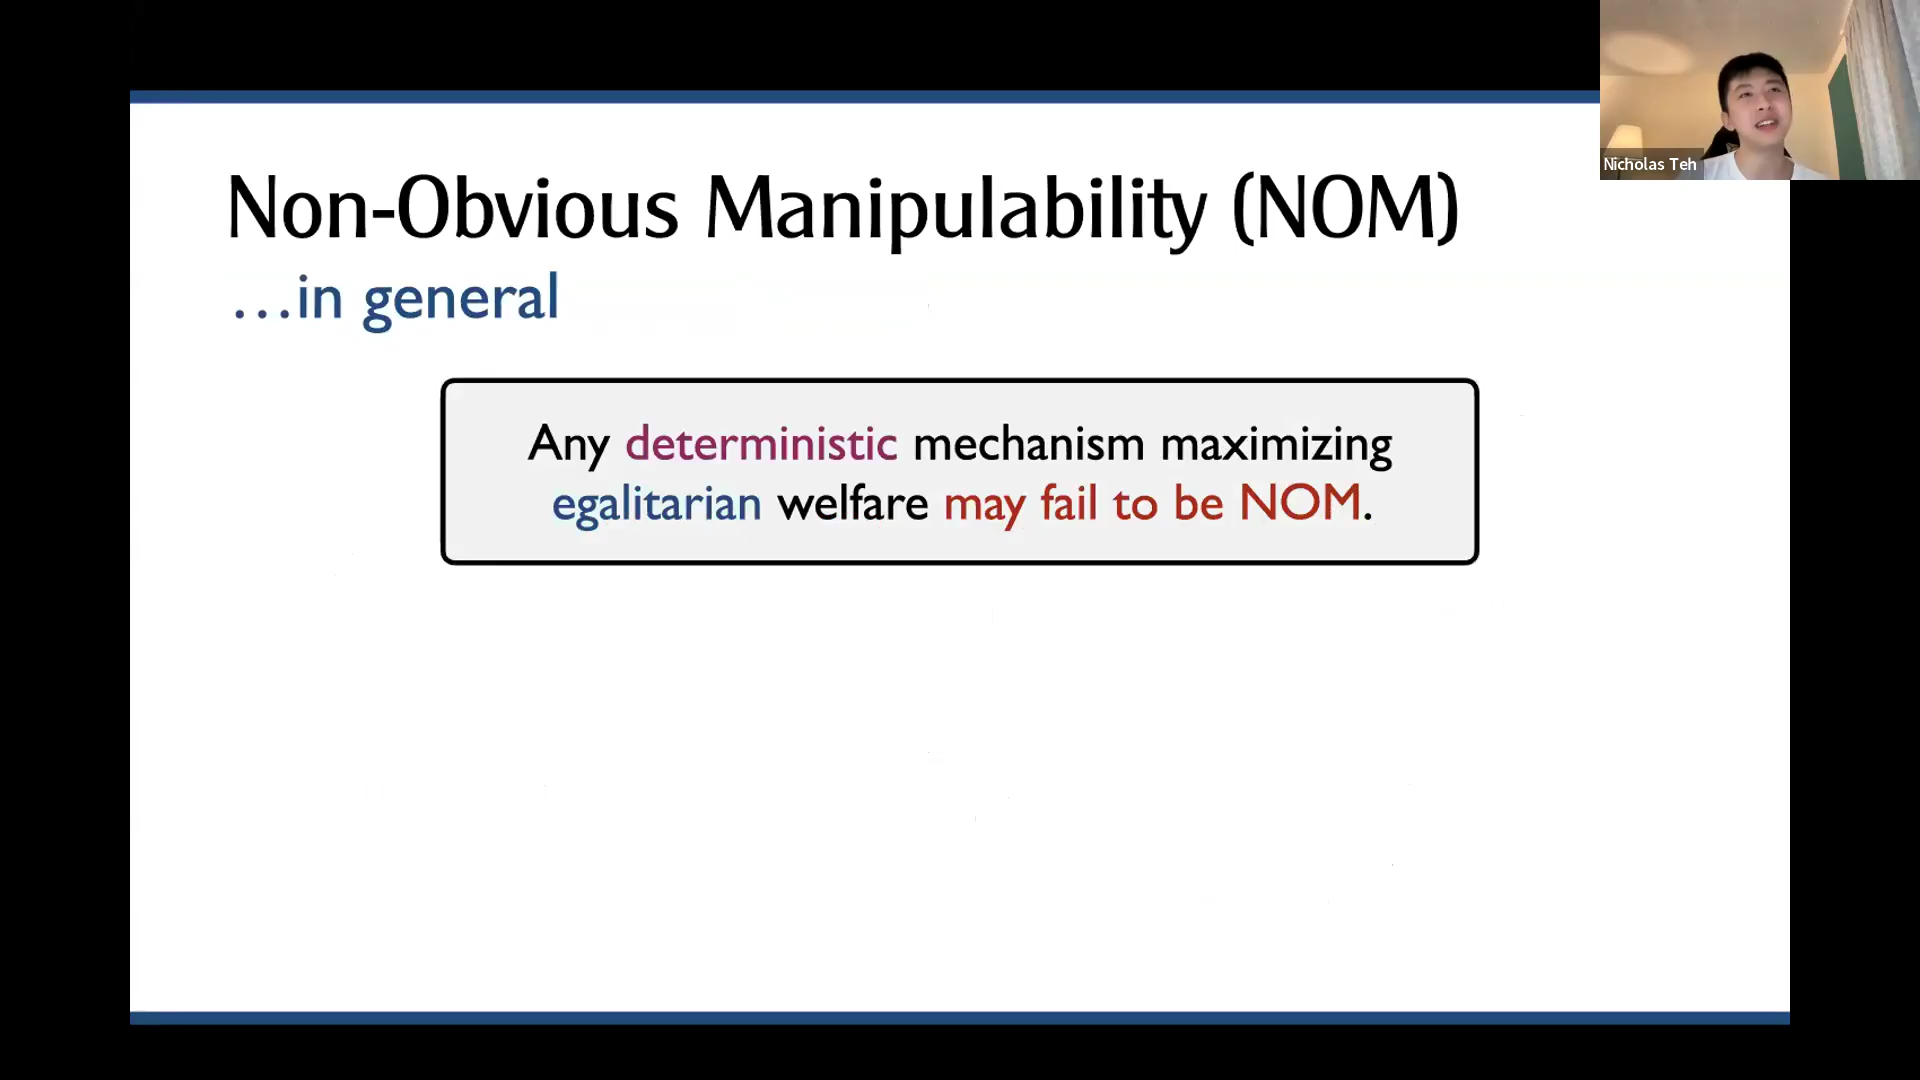 Nicholas Teh
Non-Obvious Manipulability (NOM)
...in general
Any deterministic mechanism maximizing
egalitarian welfare may fail to be NOM.